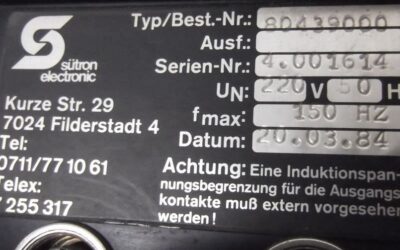 Typ/Best.-Nr.: 80439000
Ausf.:
sütron
electronic
Serien-Nr.: 4.001614
UN: 220 V 50 H
Kurze Str. 29
7024 Filderstadt 4
fmax: 150 HZ
Tel:
0711/77 10 61
Datum: 20.03.84
Telex:
7 255 317
Achtung: Eine Induktionspan-
nungsbegrenzung für die Ausgangs
kontakte muß extern vorgesehen
werden!